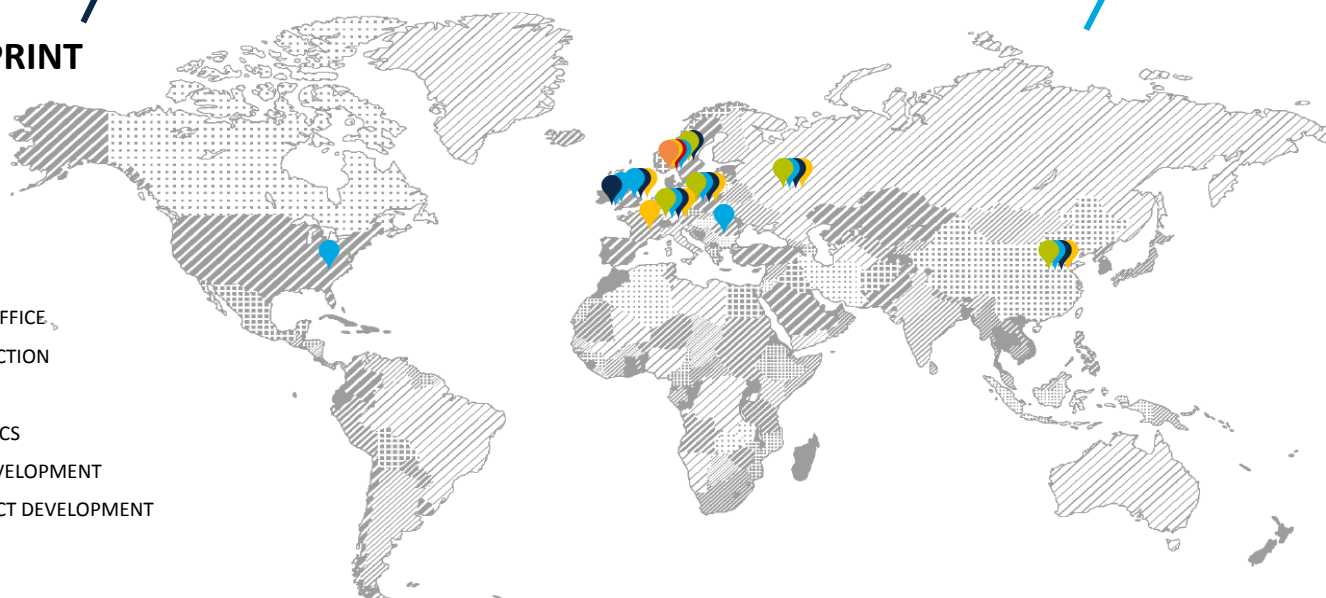 PRINT
FFICE
CTION
CS
VELOPMENT
CT DEVELOPMENT